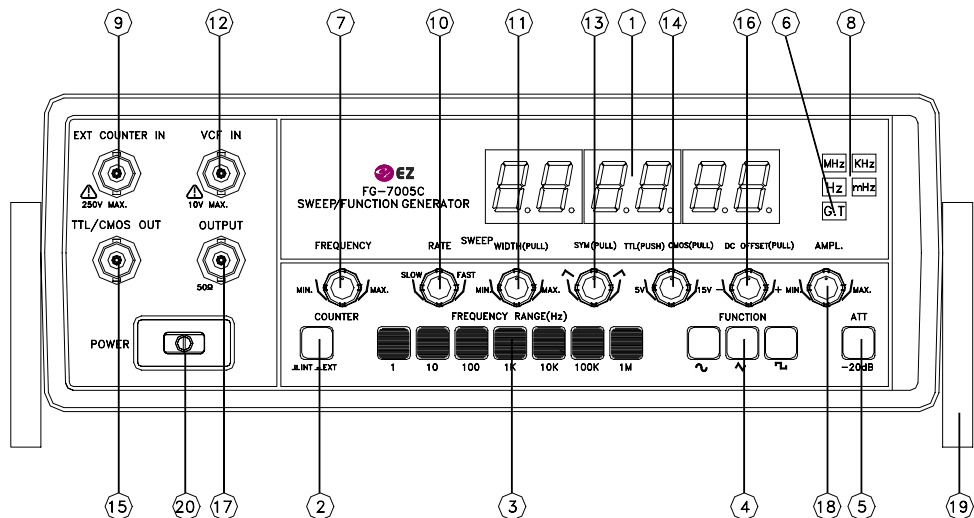 9 12 7 10 11 13 1 14 16 6 8
EXT COUNTER IN VCF IN
250V MAX. 10V MAX.
TTL/CMOS OUT OUTPUT
50Ω
POWER
EZ
FG-7005C
SWEEP/FUNCTION GENERATOR
MHz KHz
Hz mHz
G.T
FREQUENCY RATE SWEEP WIDTH(PULL) SYM(PULL) TTL(PUSH) CMOS(PULL) DC OFFSET(PULL) AMPL.
MIN. MAX. SLOW FAST MIN. MAX. 5V 15V − + MIN. MAX.
COUNTER FREQUENCY RANGE(Hz) FUNCTION ATT
INT EXT 1 10 100 1K 10K 100K 1M -20dB
15 20 17 2 3 4 18 5 19